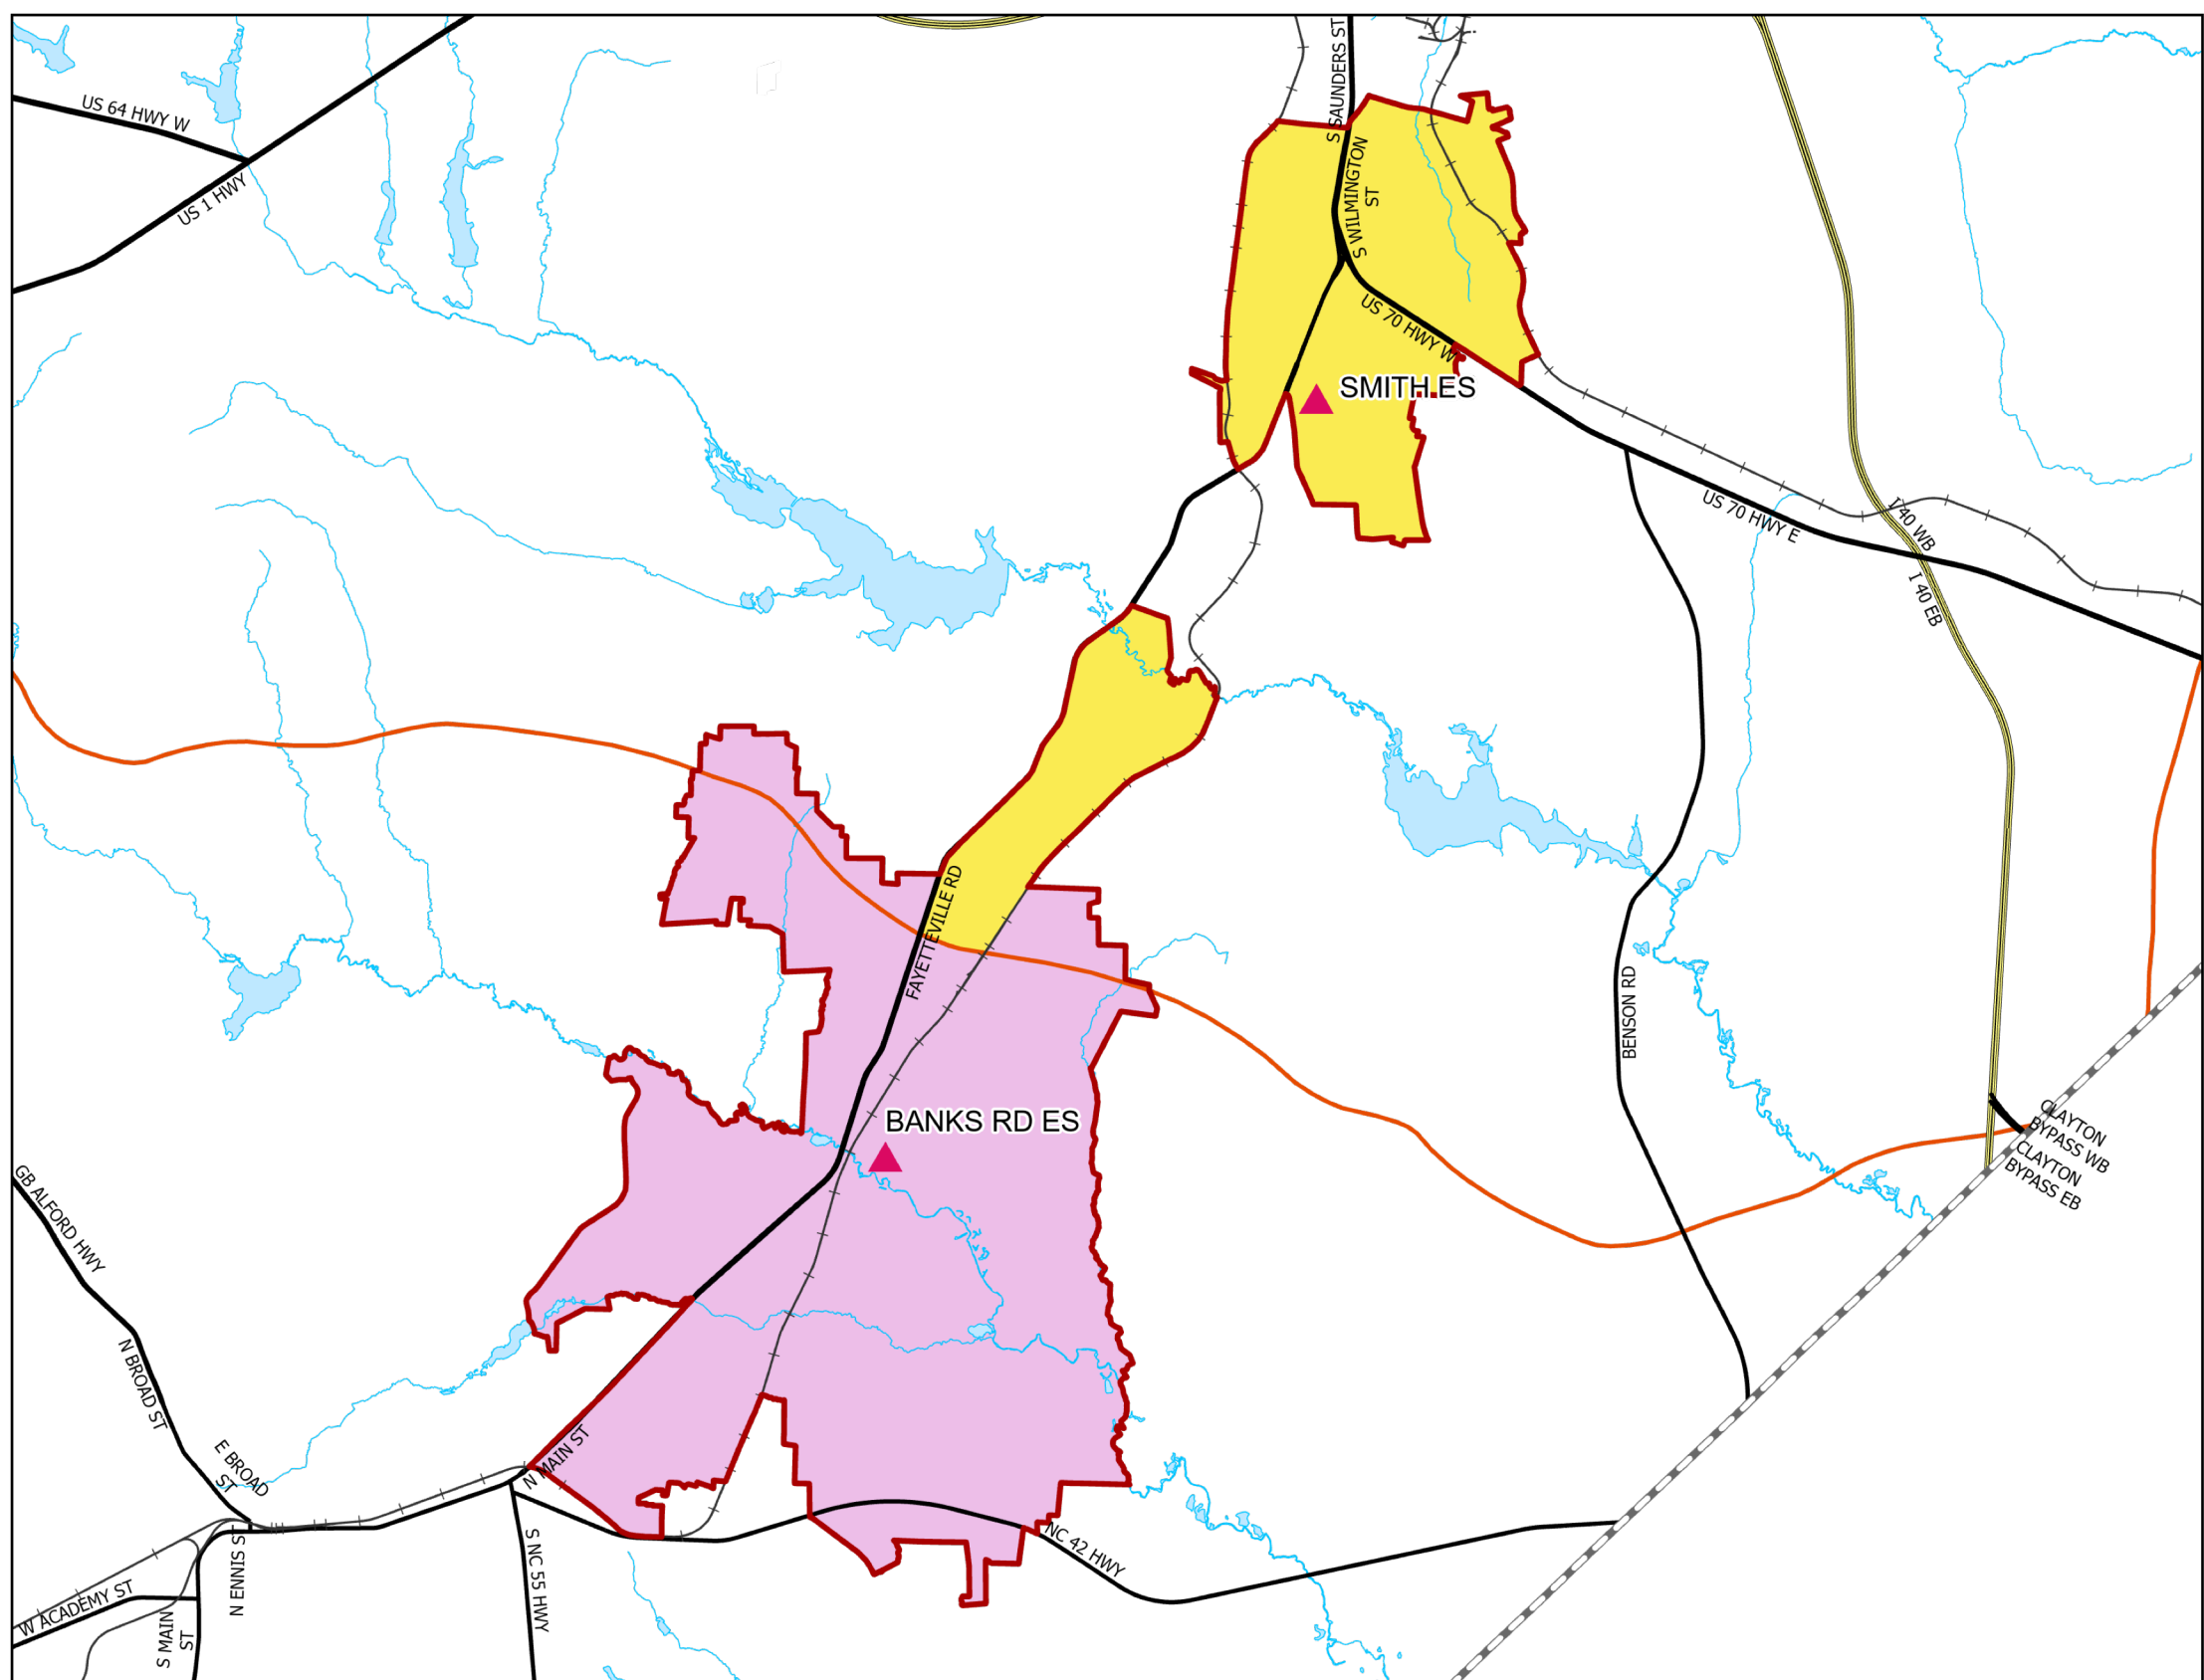 S SAUNDERS ST
US 64 HWY W
US 1 HWY
S WILMINGTON
ST
US 70 HWY W
SMITH ES
US 70 HWY E
I 40 WB
I 40 EB
FAYETTEVILLE RD
BENSON RD
BANKS RD ES
CLAYTON
BYPASS WB
CLAYTON
BYPASS EB
GB ALFORD HWY
N BROAD ST
E BROAD
ST
N MAIN ST
NC 42 HWY
S NC 55 HWY
N ENNIS ST
W ACADEMY ST
S MAIN
ST